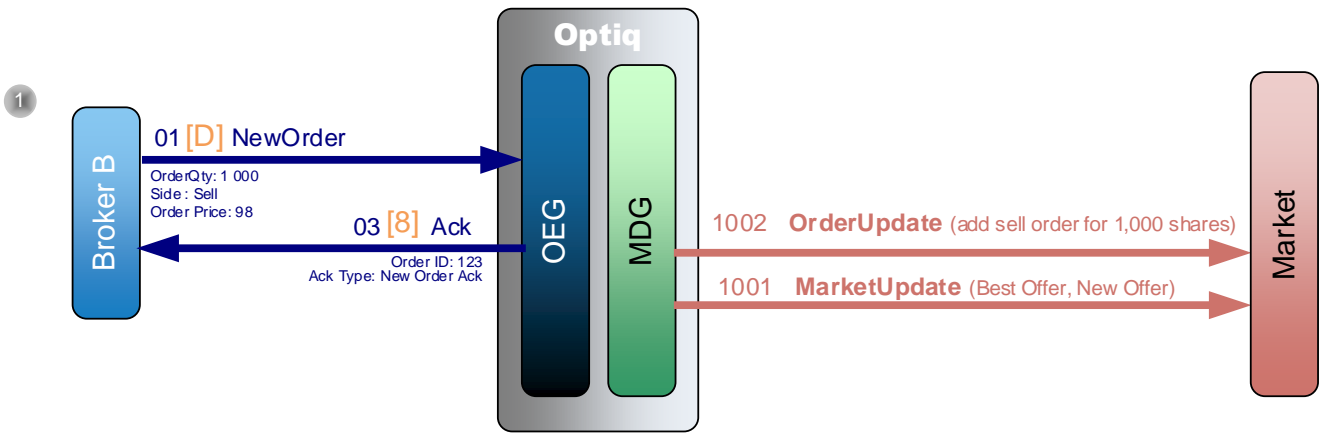 Optiq
1
Broker B
01 [D] NewOrder
OrderQty: 1 000
Side : Sell
Order Price: 98
03 [8] Ack
Order ID: 123
Ack Type: New Order Ack
OEG
MDG
1002 OrderUpdate (add sell order for 1,000 shares)
1001 MarketUpdate (Best Offer, New Offer)
Market